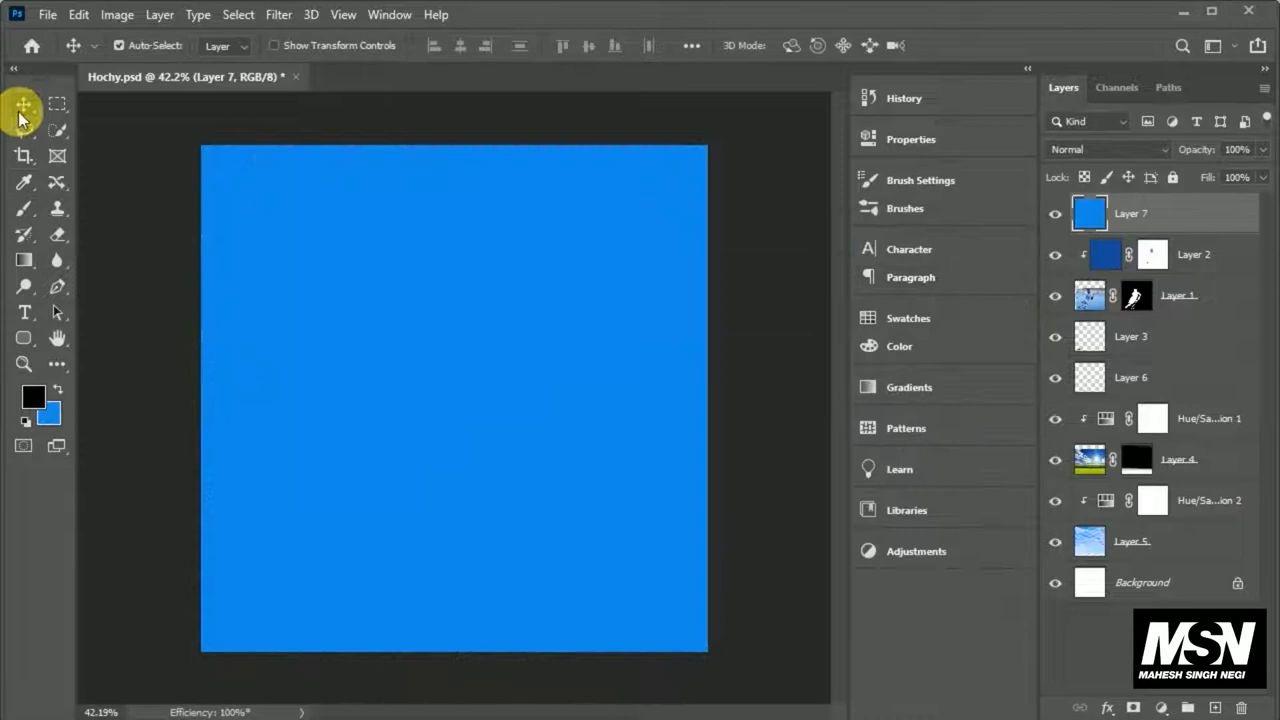 Ps File Edit Image Layer Type Select Filter 3D View Window Help
Auto-Select: Layer Show Transform Controls 3D Mode:
Hochy.psd @ 42.2% (Layer 7, RGB/8) *
History
Properties
Brush Settings
Brushes
Character
Paragraph
Swatches
Color
Gradients
Patterns
Learn
Libraries
Adjustments
Layers Channels Paths
Kind
Normal Opacity: 100%
Lock: Fill: 100%
Layer 7
Layer 2
Layer 1
Layer 3
Layer 6
Hue/Sa...ion 1
Layer 4
Hue/Sa...ion 2
Layer 5
Background
MSN
MAHESH SINGH NEGI
42.19% Efficiency: 100%*